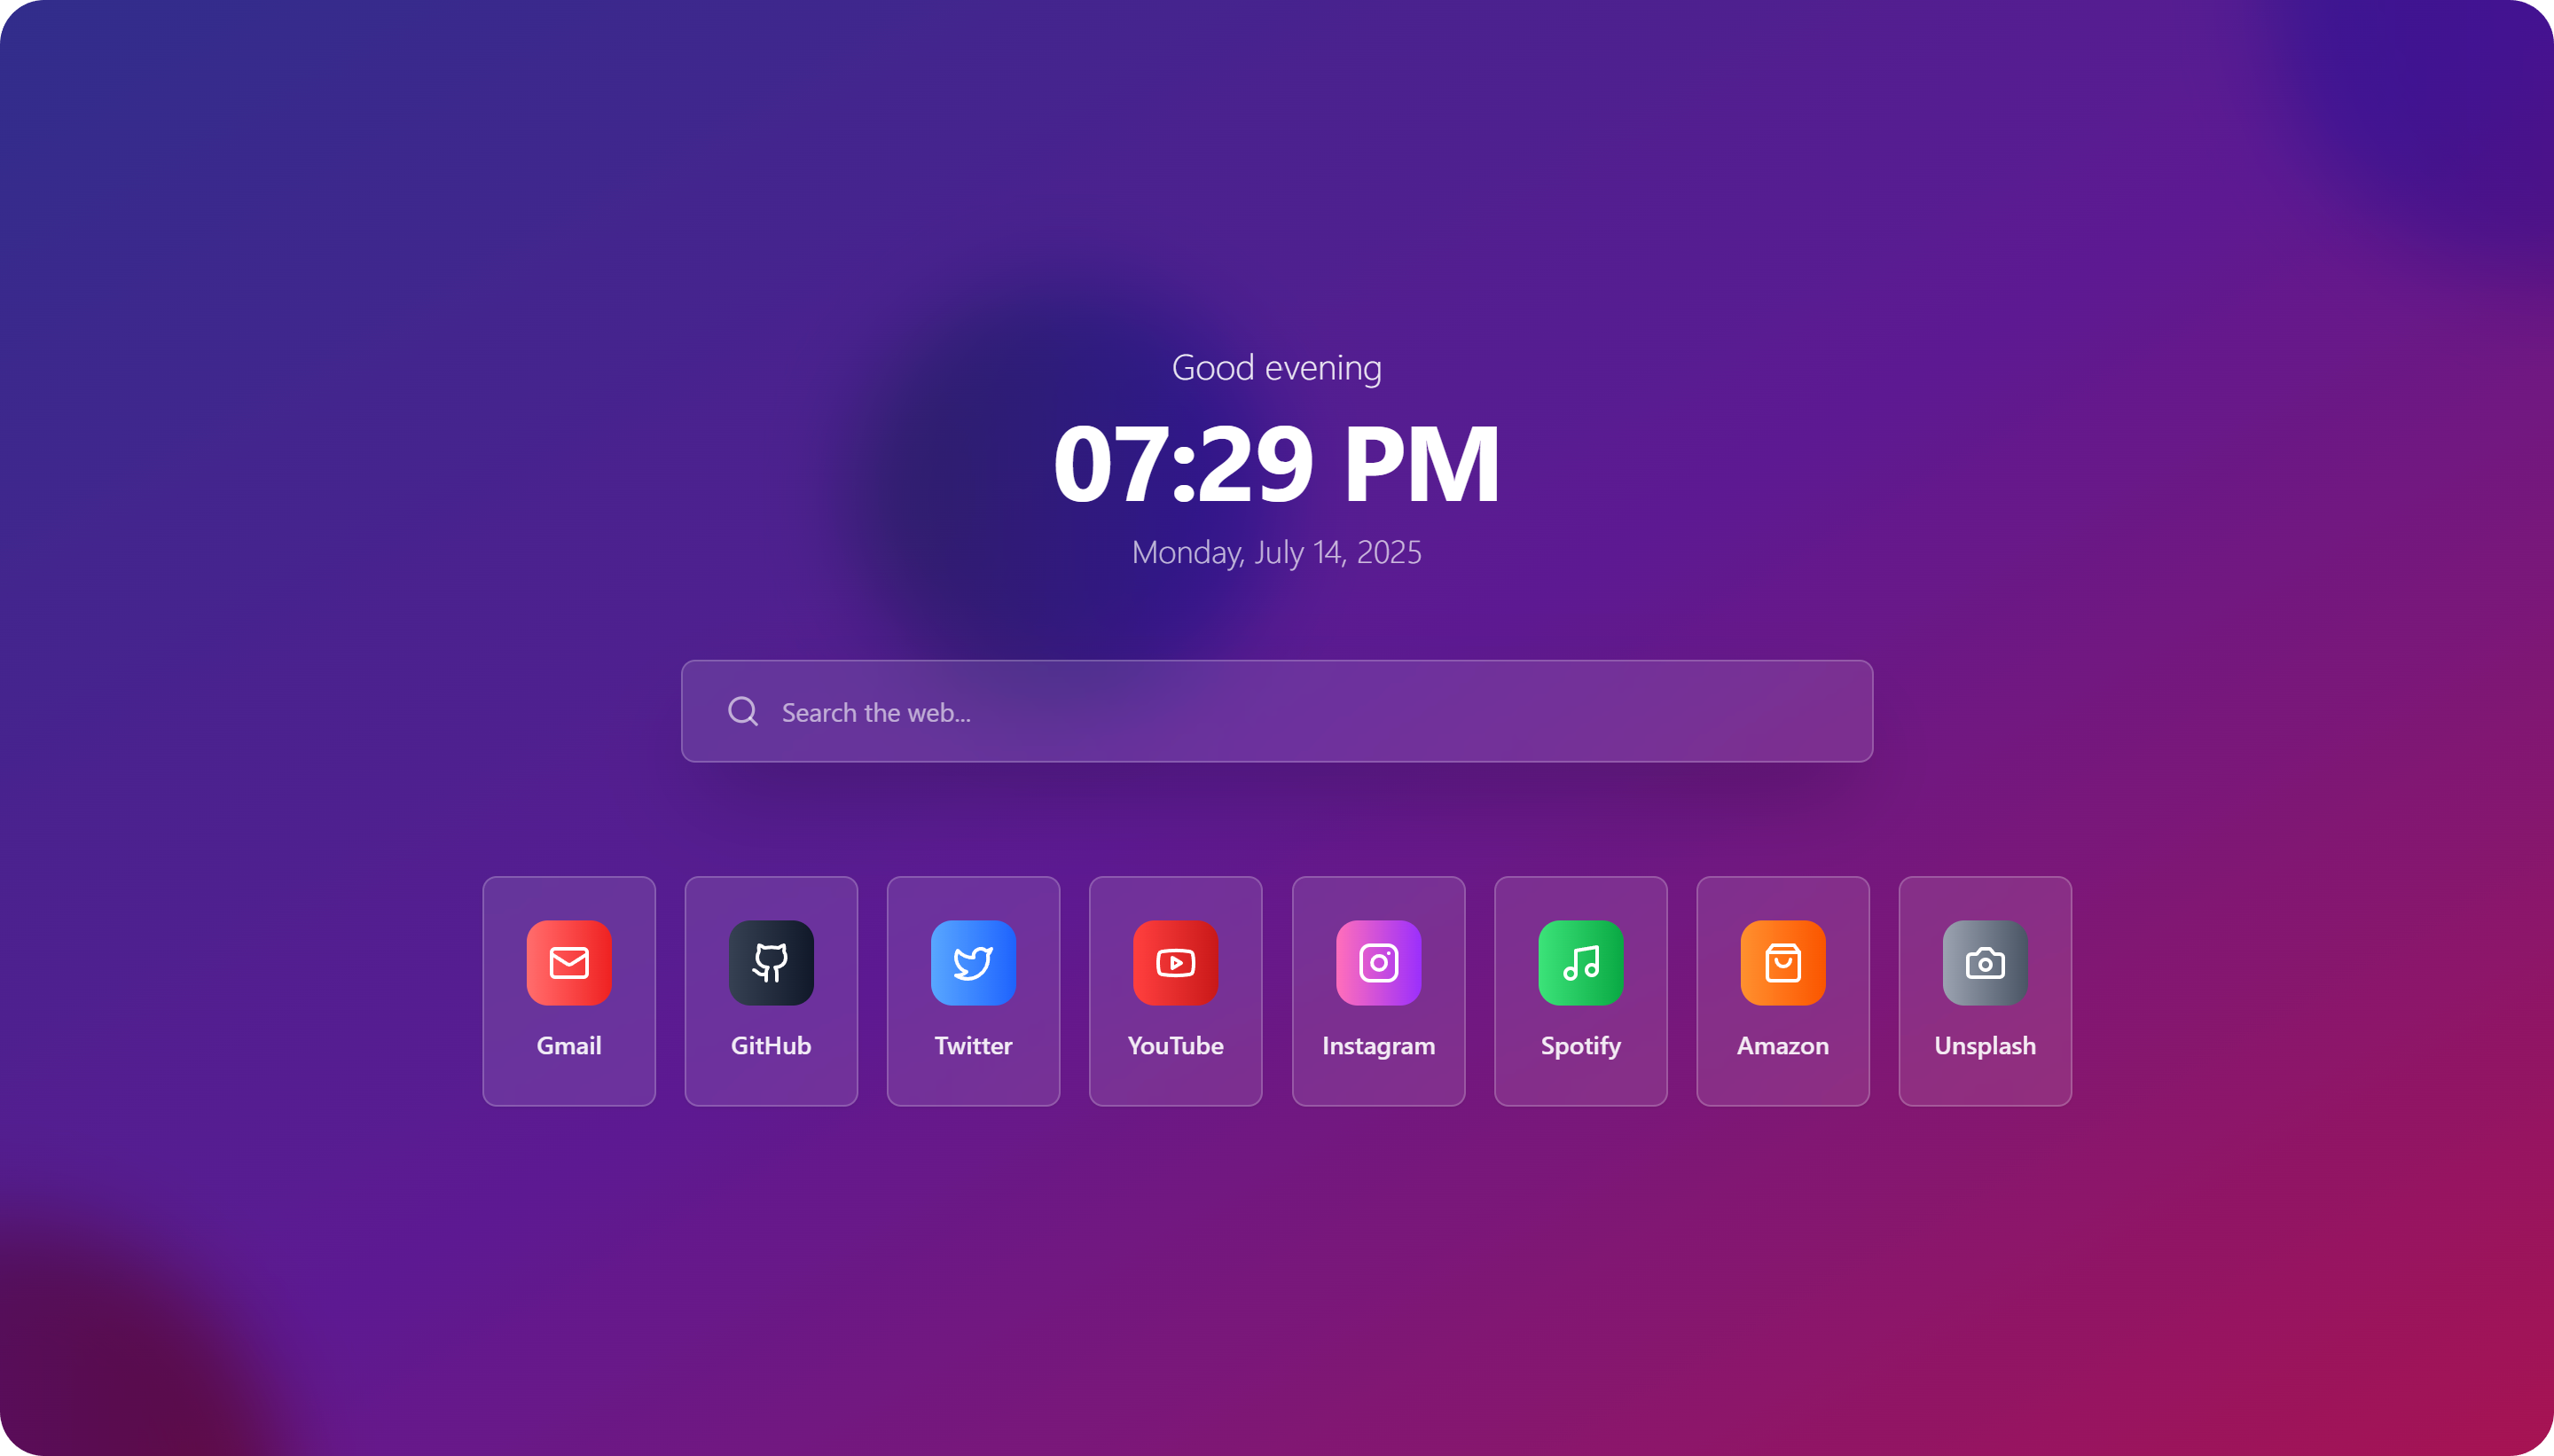 Good evening
07:29 PM
Monday, July 14, 2025
Search the web...
Gmail
GitHub
Twitter
YouTube
Instagram
Spotify
Amazon
Unsplash